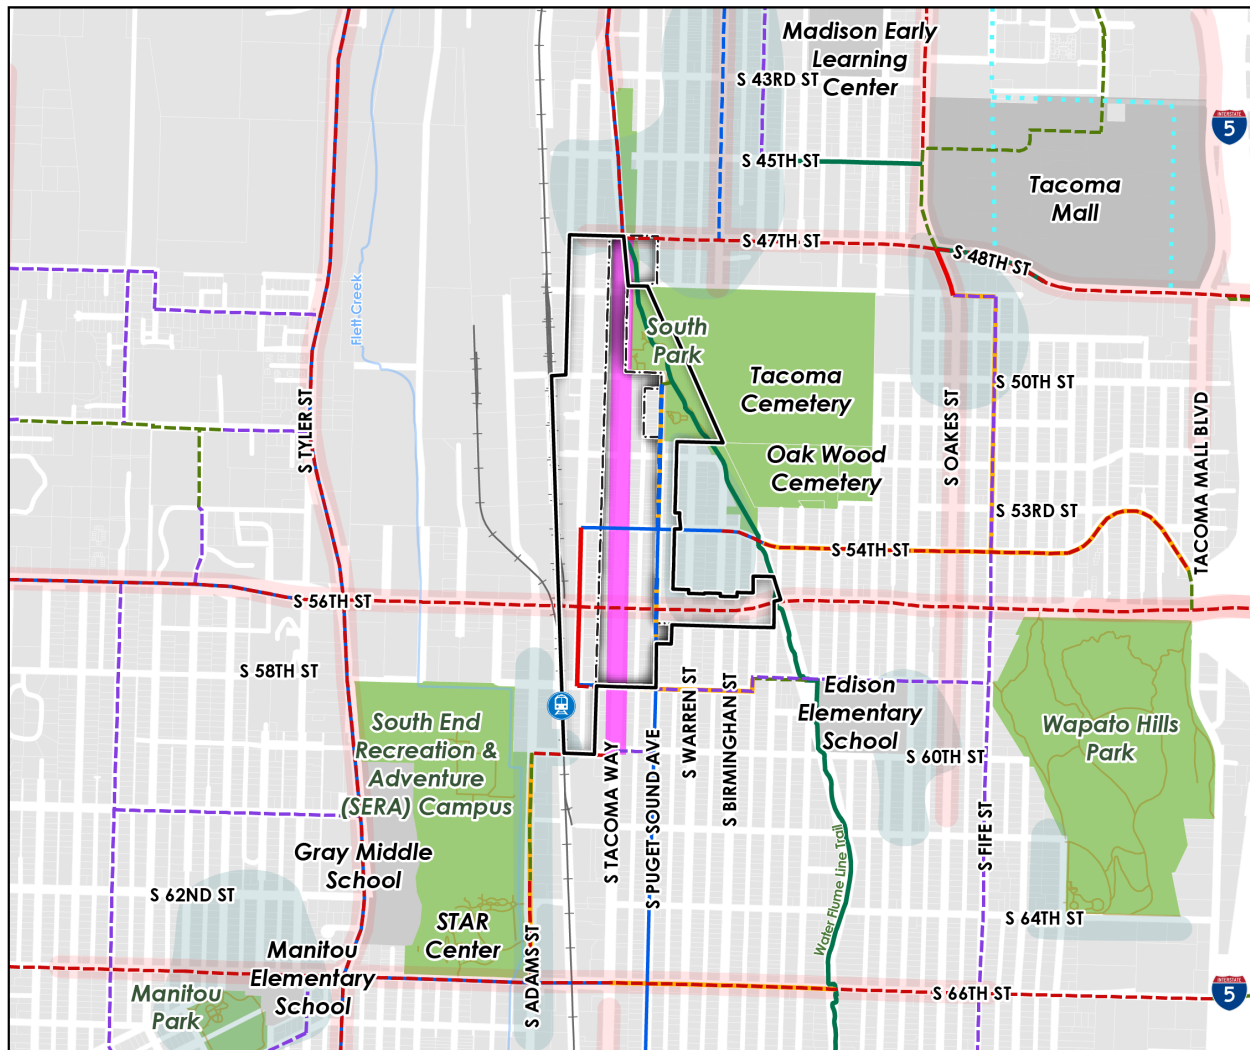 Madison Early
Learning
Center
S 43RD ST
INTERSTATE
5
S 45TH ST
Tacoma
Mall
S 47TH ST
S 48TH ST
Flett Creek
South
Park
Tacoma
Cemetery
S 50TH ST
S TYLER ST
S OAKES ST
TACOMA MALL BLVD
Oak Wood
Cemetery
S 53RD ST
S 54TH ST
S 56TH ST
S 58TH ST
Edison
Elementary
School
South End
Recreation &
Adventure
(SERA) Campus
Wapato Hills
Park
S WARREN ST
S BIRMINGHAN ST
S TACOMA WAY
S PUGET SOUND AVE
S 60TH ST
S FIFE ST
Gray Middle
School
Water Flume Line Trail
S 62ND ST
S 64TH ST
STAR
Center
S ADAMS ST
Manitou
Elementary
School
Manitou
Park
S 66TH ST
INTERSTATE
5